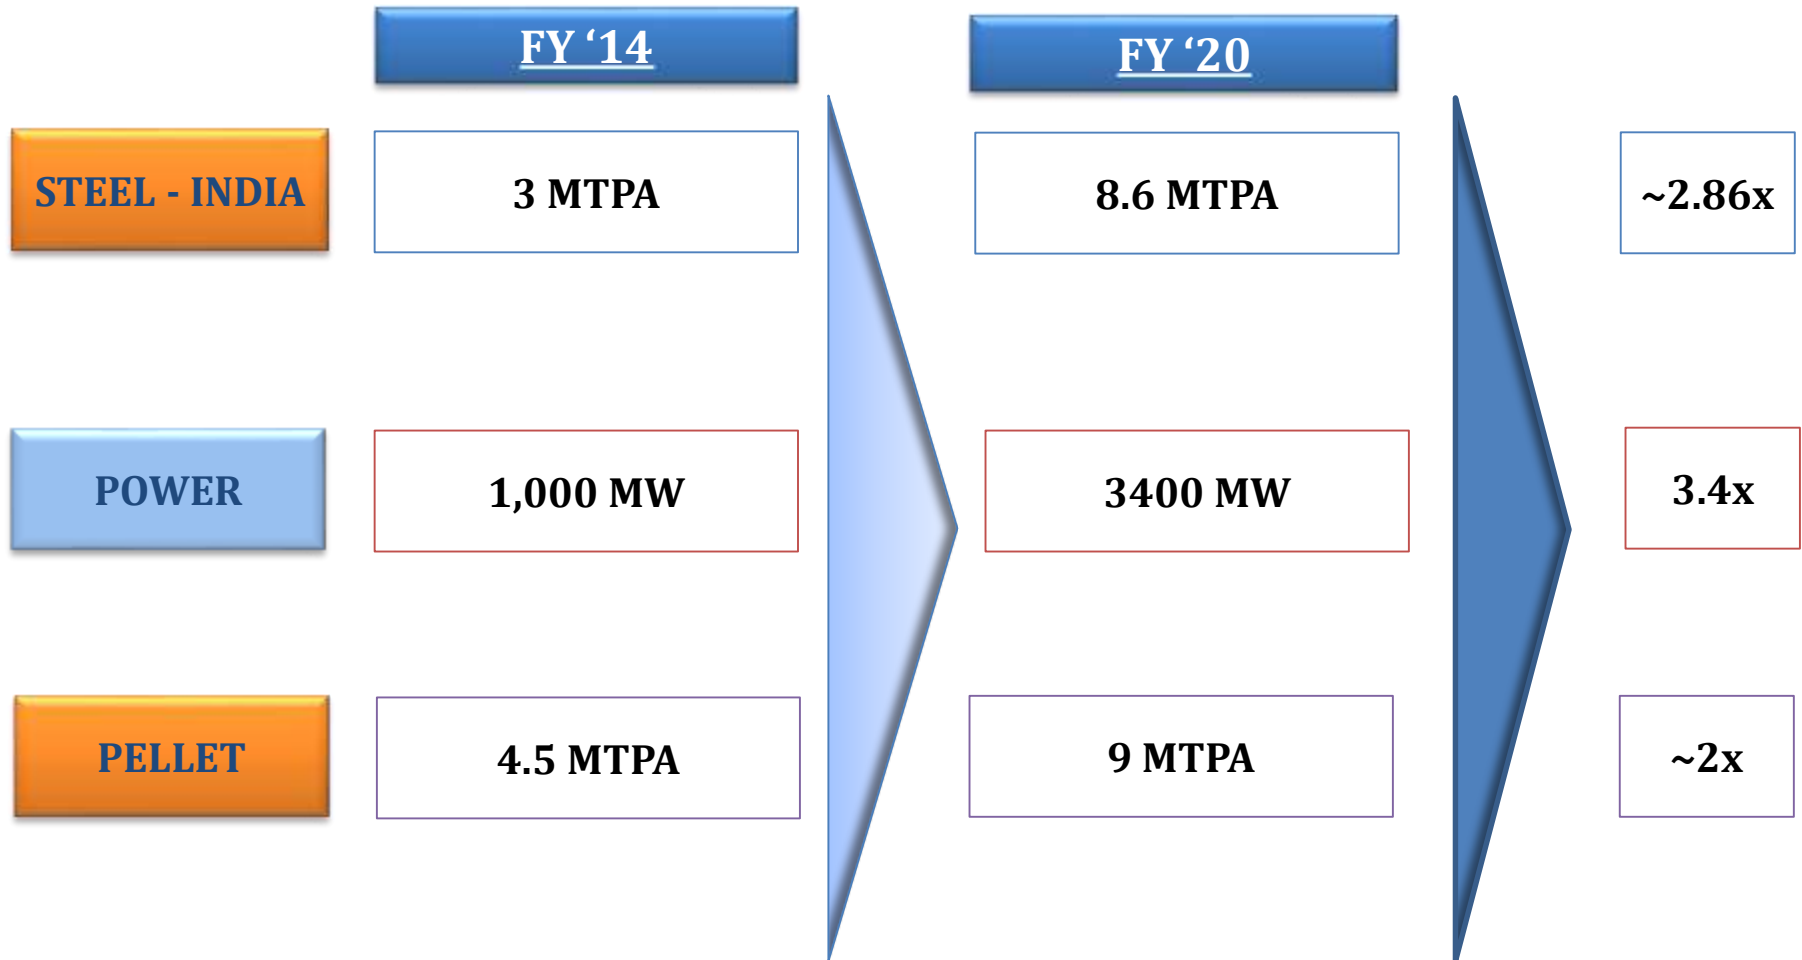 FY ‘14
FY ‘20
STEEL - INDIA
3 MTPA
8.6 MTPA
~2.86x
POWER
1,000 MW
3400 MW
3.4x
PELLET
4.5 MTPA
9 MTPA
~2x